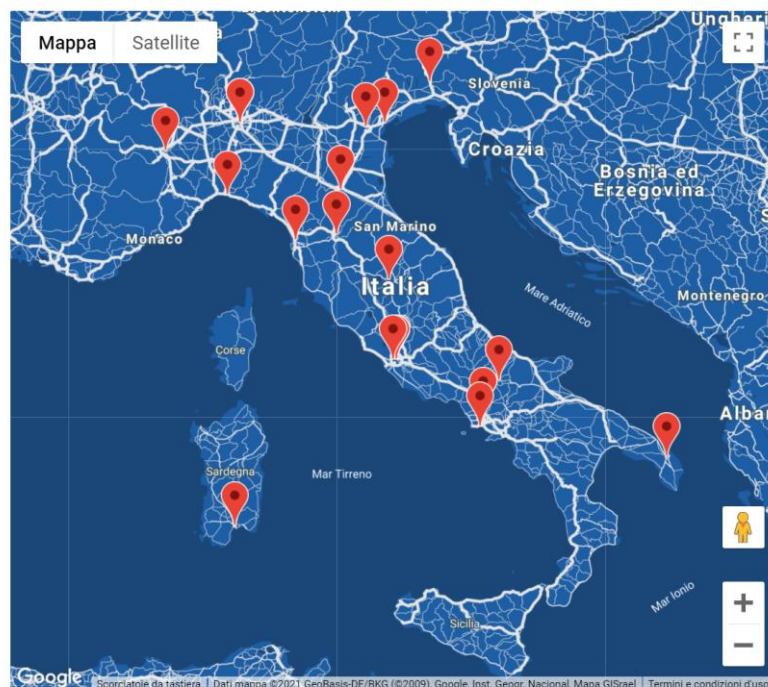 Ungheri
Mappa
Satellite
Slovenia
Croazia
Bosnia ed
Erzegovina
San Marino
Monaco
Italia
Mare Adriatico
Montenegro
Corse
Alban
Sardegna
Mar Tirreno
Mar Ionio
Sicilia
Google
Scorciatoie da tastiera
Dati mappa ©2021 GeoBasis-DE/BKG (©2009), Google, Inst. Geogr. Nacional, Mapa GISrael
Termini e condizioni d'uso